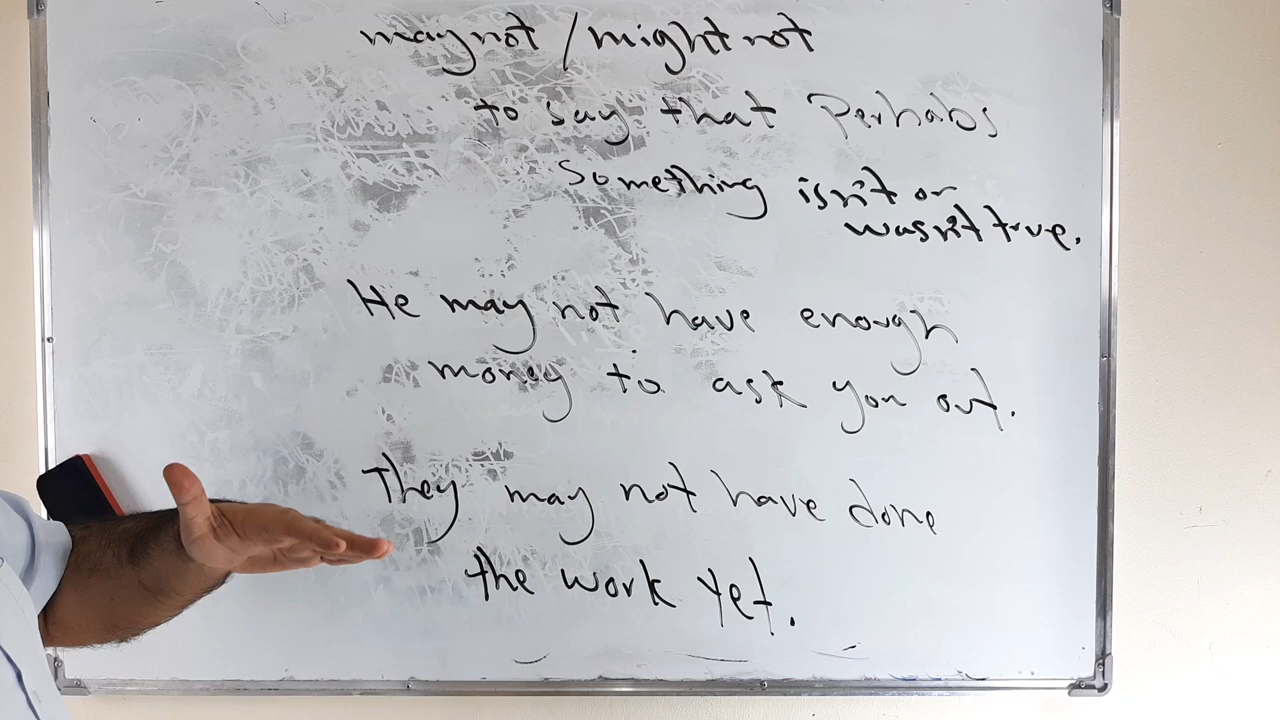 may not / might not
to say that Perhabs
Something isn't or
wasn't true.
He may not have enough
money to ask you out.
They may not have done
the work yet.